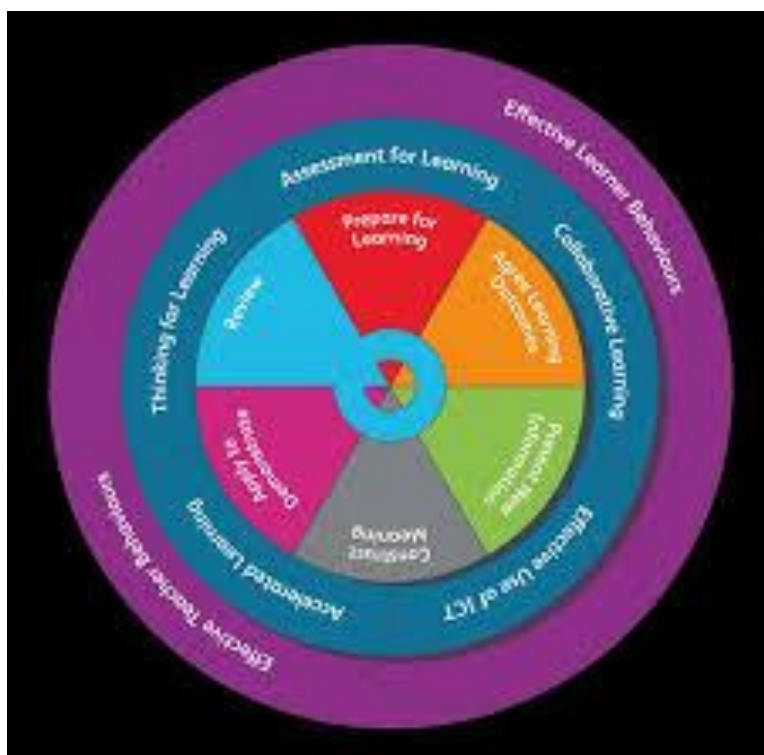 Effective Learner Behaviours
Effective Teacher Behaviours
Assessment for Learning
Collaborative Learning
Effective Use of ICT
Accelerated Learning
Thinking for Learning
Prepare for
Learning
Agree Learning
Outcomes
Present New
Information
Construct
Meaning
Apply to
Demonstrate
Review